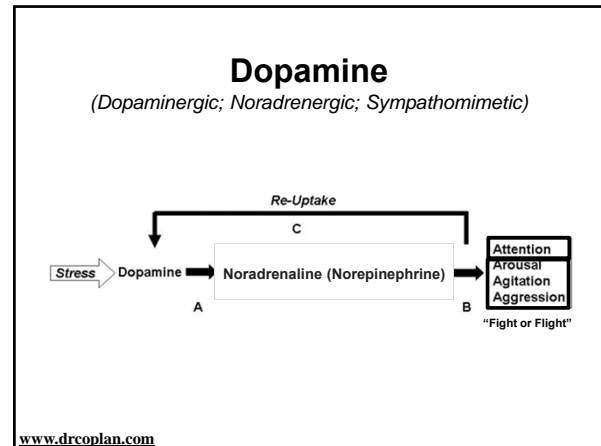 Dopamine
(Dopaminergic; Noradrenergic; Sympathomimetic)
Re-Uptake
C
Stress
Dopamine
Noradrenaline (Norepinephrine)
A
B
Attention
Arousal
Agitation
Aggression
“Fight or Flight”
www.drcoplan.com